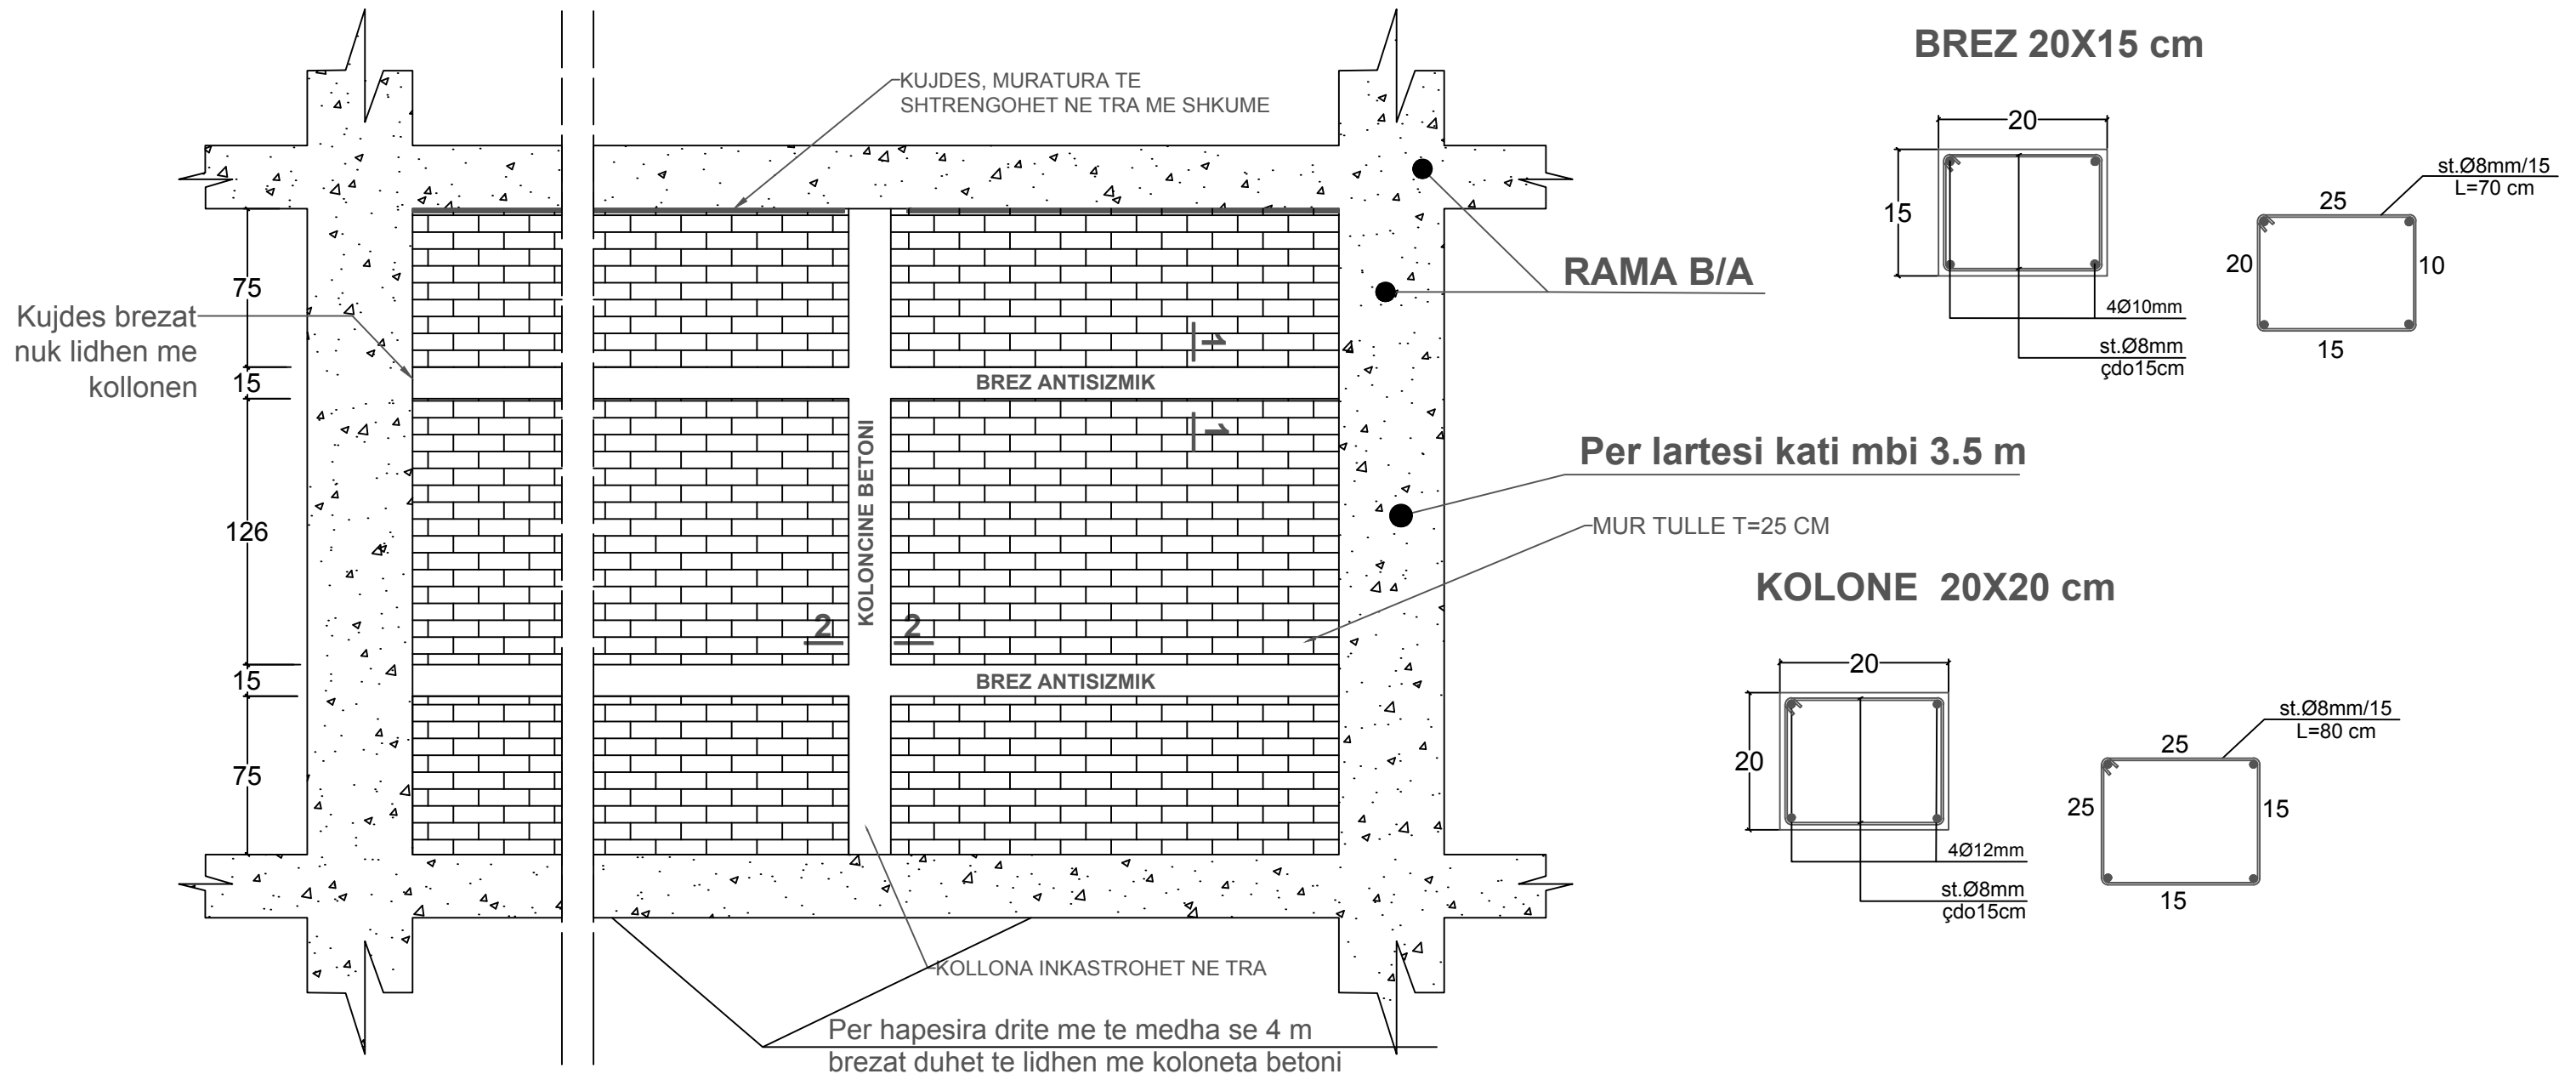 BREZ 20X15 cm
KUJDES, MURATURA TE
SHTRENGOHET NE TRA ME SHKUME
20
15
4Ø10mm
st.Ø8mm
çdo15cm
st.Ø8mm/15
L=70 cm
25
20
10
15
RAMA B/A
75
15
126
15
75
Kujdes brezat
nuk lidhen me
kollonen
1
BREZ ANTISIZMIK
1
KOLONCINE BETONI
Per lartesi kati mbi 3.5 m
MUR TULLE T=25 CM
2
2
BREZ ANTISIZMIK
KOLONE 20X20 cm
20
20
4Ø12mm
st.Ø8mm
çdo15cm
st.Ø8mm/15
L=80 cm
25
25
15
15
KOLLONA INKASTROHET NE TRA
Per hapesira drite me te medha se 4 m
brezat duhet te lidhen me koloneta betoni